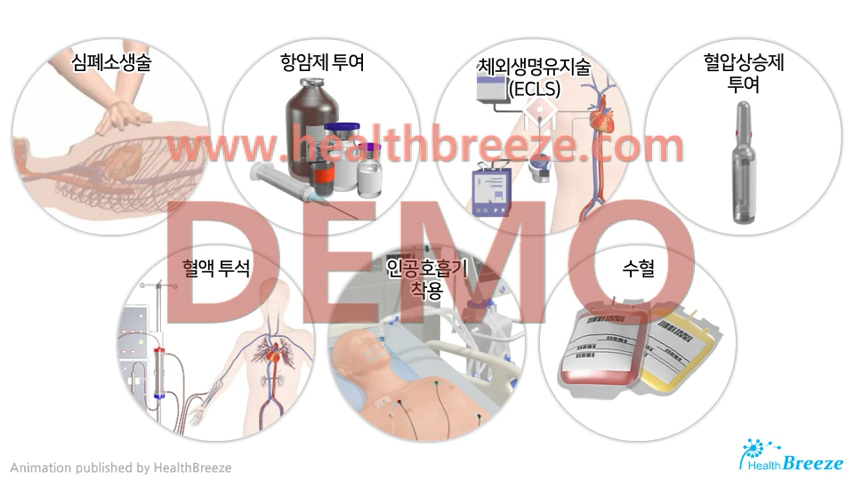 심폐소생술
항암제 투여
체외생명유지술
(ECLS)
혈압상승제
투여
www.healthbreeze.com
DEMO
혈액 투석
인공호흡기
착용
수혈
Animation published by HealthBreeze
Health Breeze